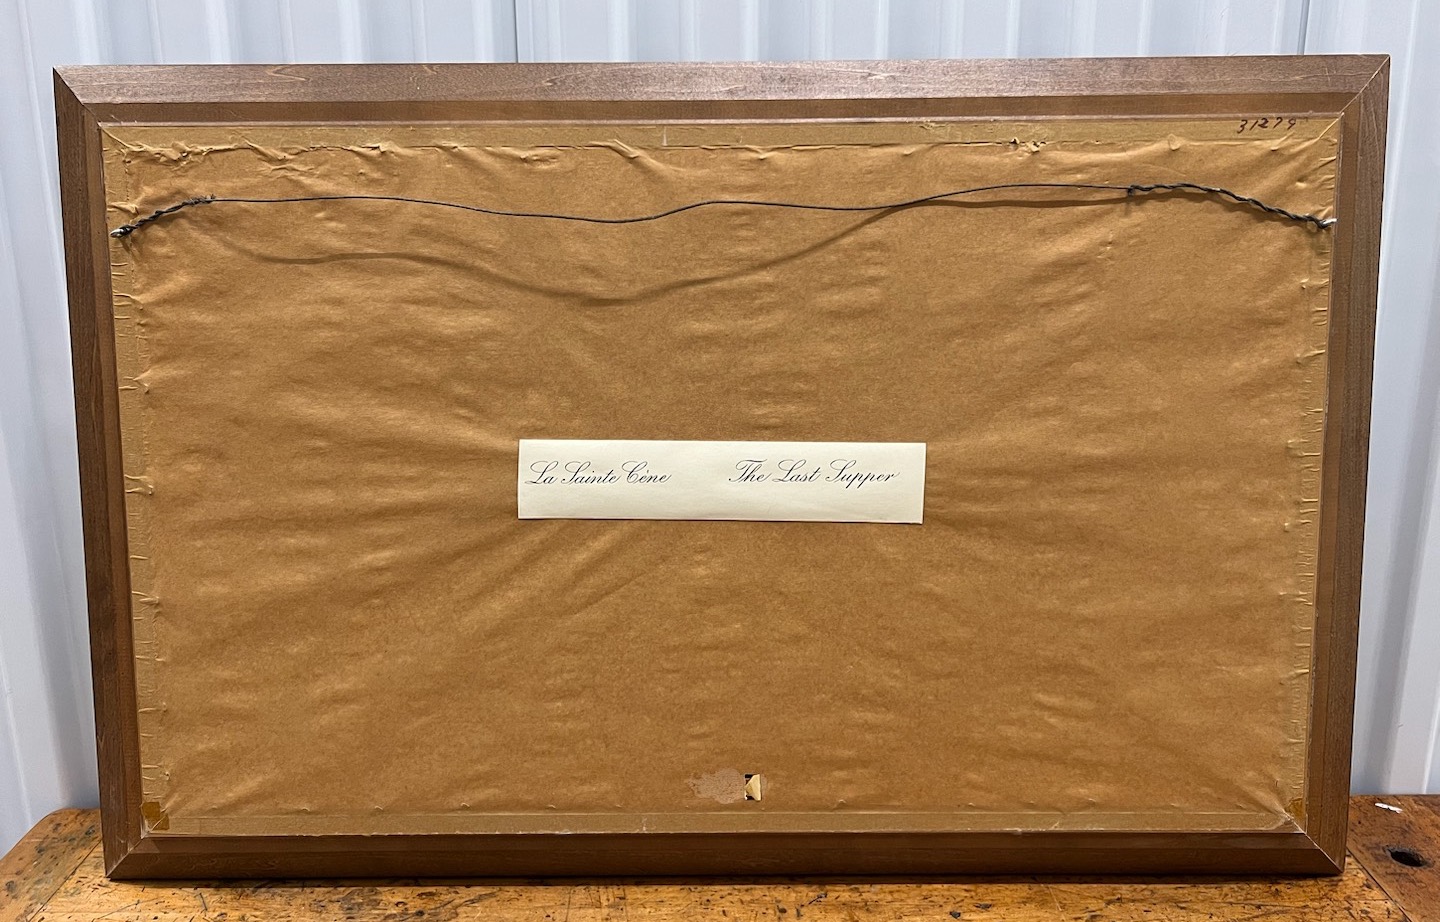 31279
La Sainte Cène The Last Supper